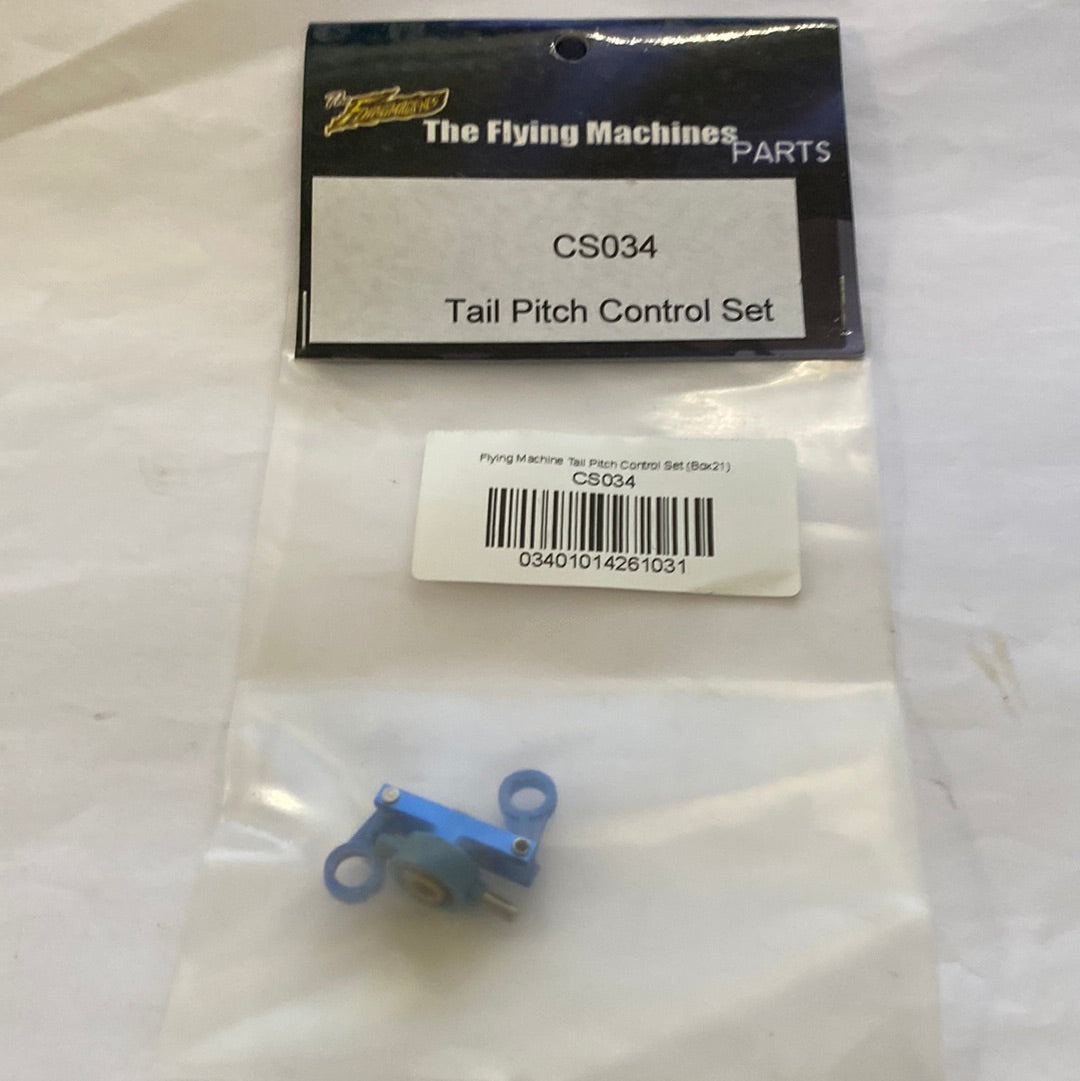 The Flying Machines
PARTS
CS034
Tail Pitch Control Set
Flying Machine Tail Pitch Control Set (Box21)
CS034
03401014261031